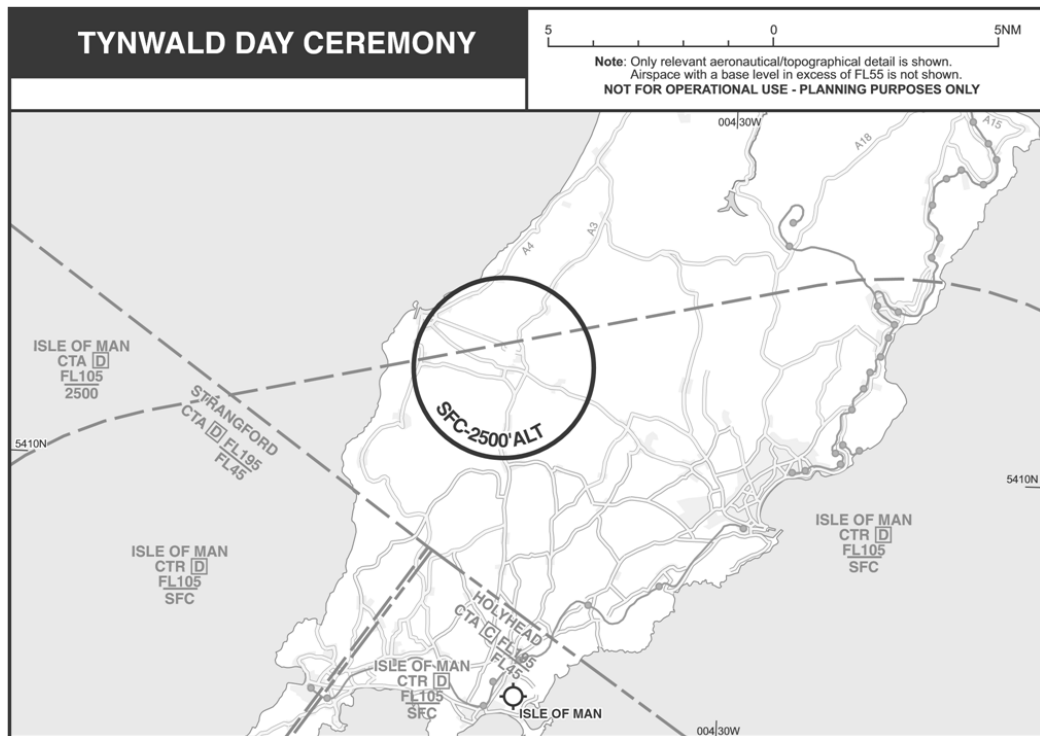 TYNWALD DAY CEREMONY
5 0 5NM
Note: Only relevant aeronautical/topographical detail is shown.
Airspace with a base level in excess of FL55 is not shown.
NOT FOR OPERATIONAL USE - PLANNING PURPOSES ONLY
004 30W
A15
A18
A3
A4
ISLE OF MAN
CTA D
FL105
2500
STRANGFORD
CTA D FL195
FL45
SFC-2500'ALT
5410N
5410N
ISLE OF MAN
CTR D
FL105
SFC
ISLE OF MAN
CTR D
FL105
SFC
HOLYHEAD
CTA C FL195
FL45
ISLE OF MAN
CTR D
FL105
SFC
ISLE OF MAN
004 30W